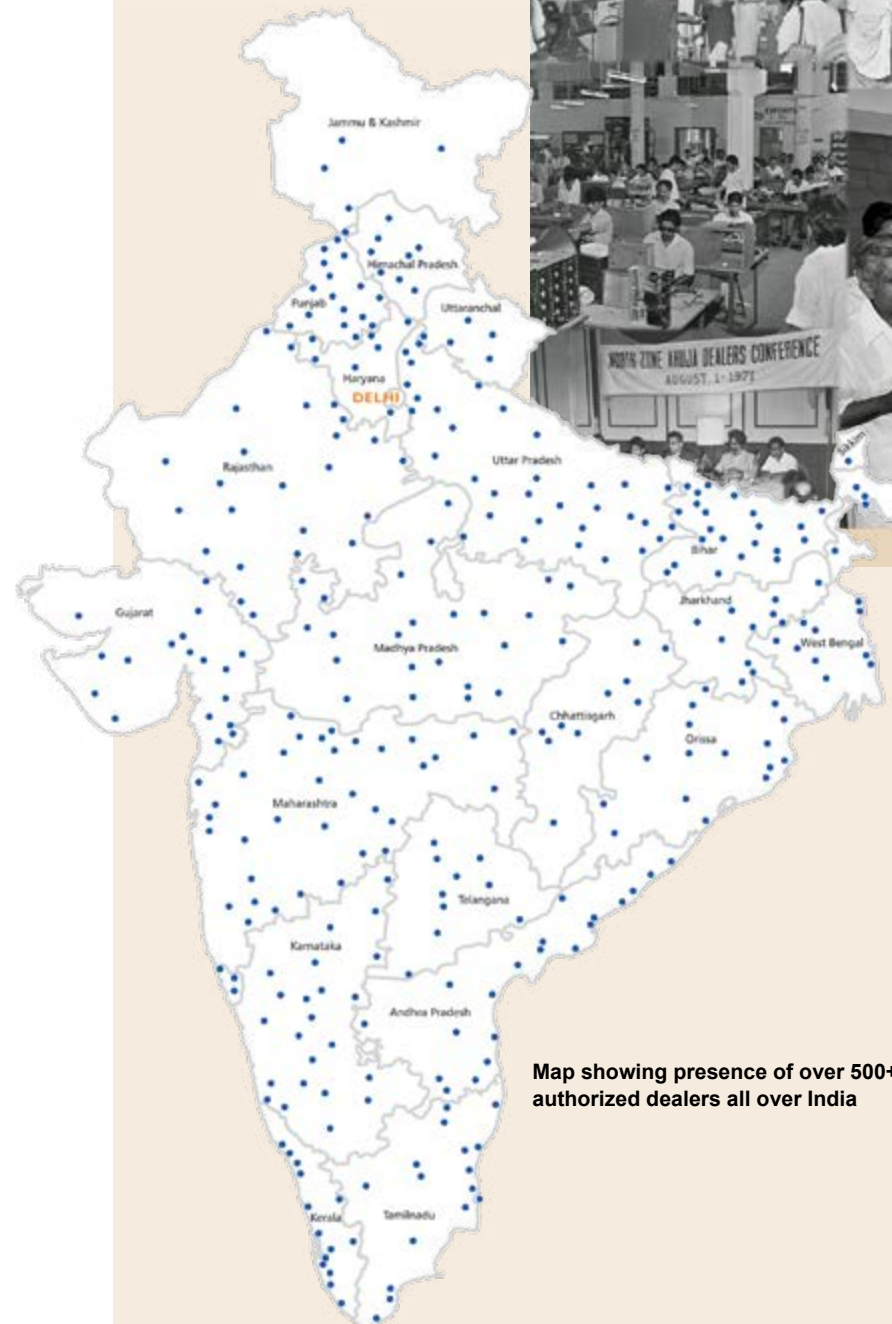 Jammu & Kashmir
Himachal Pradesh
Punjab
Uttaranchal
Haryana
DELHI
NORTH ZONE AHUJA DEALERS CONFERENCE
AUGUST, 1-1971
Sikkim
Rajasthan
Uttar Pradesh
Bihar
Gujarat
Jharkhand
Madhya Pradesh
West Bengal
Chhattisgarh
Orissa
Maharashtra
Telangana
Karnataka
Andhra Pradesh
Map showing presence of over 500+
authorized dealers all over India
Kerala
Tamilnadu